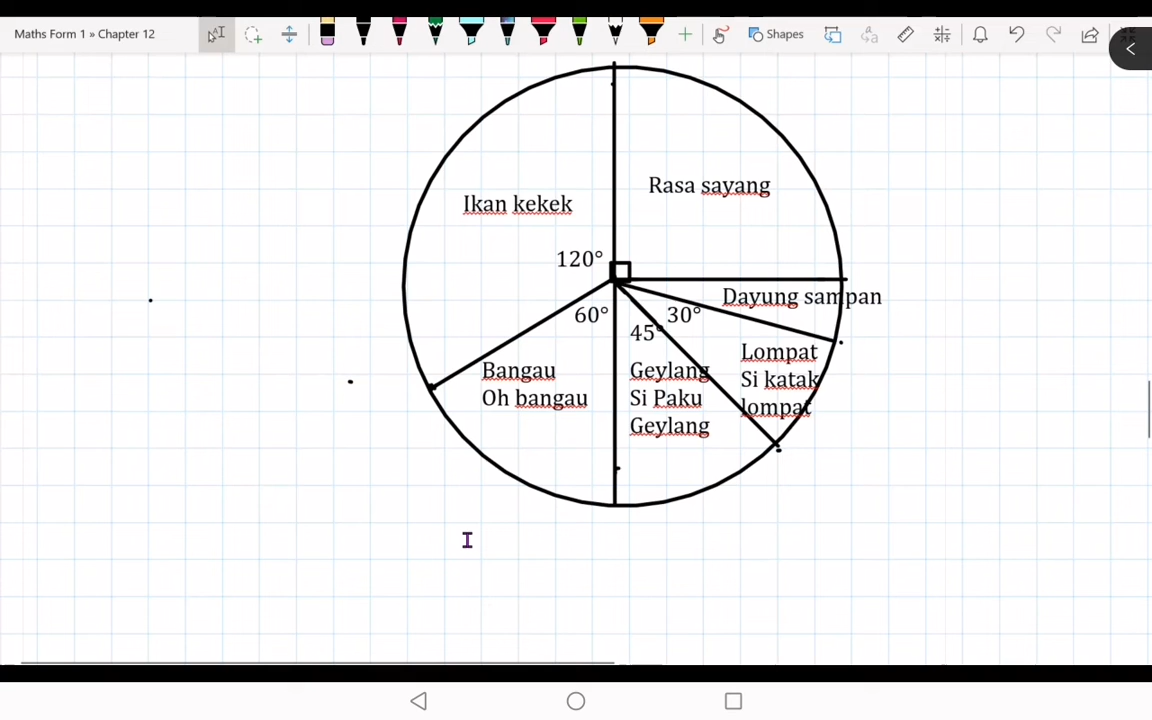 Maths Form 1 » Chapter 12
Shapes
Rasa sayang
Ikan kekek
120°
Dayung sampan
60°
30°
45°
Lompat
Si katak
lompat
Bangau
Oh bangau
Geylang
Si Paku
Geylang